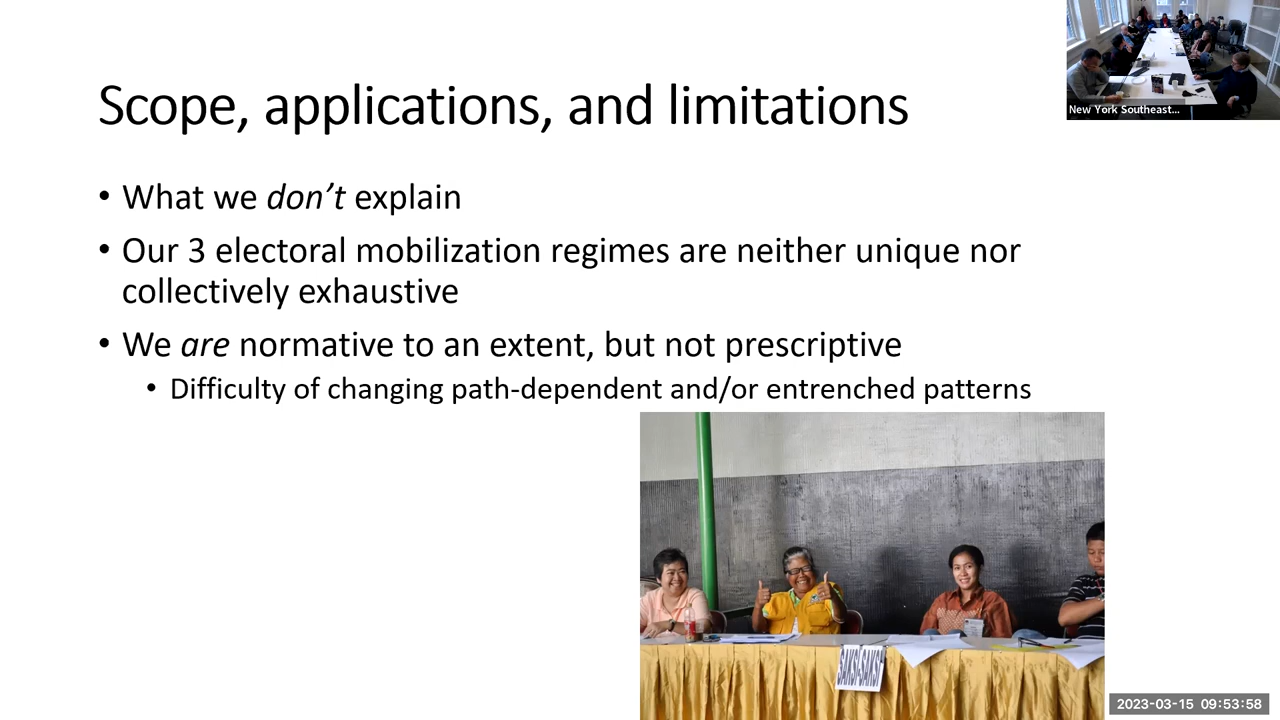 New York Southeast...
Scope, applications, and limitations
• What we don't explain
• Our 3 electoral mobilization regimes are neither unique nor
collectively exhaustive
• We are normative to an extent, but not prescriptive
• Difficulty of changing path-dependent and/or entrenched patterns
SAKSI-SAKSI
2023-03-15 09:53:58